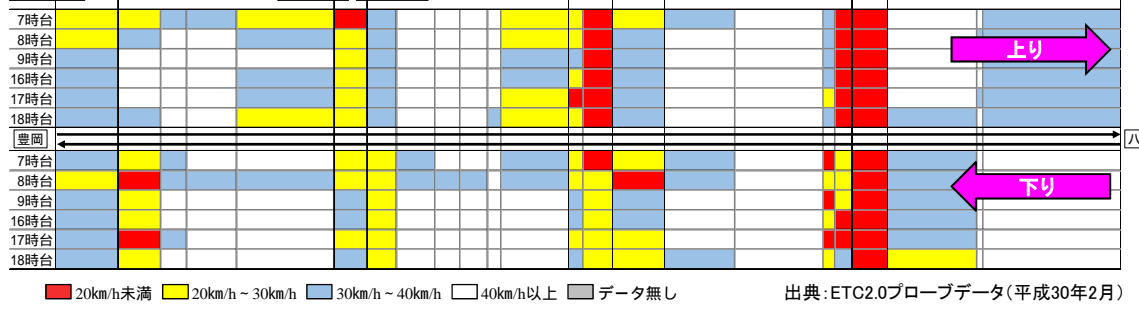 7時台
8時台
9時台
16時台
17時台
18時台
上り
豊岡
八
7時台
8時台
9時台
16時台
17時台
18時台
下り
20km/h未満 20km/h~30km/h 30km/h~40km/h 40km/h以上 データ無し
出典:ETC2.0プローブデータ(平成30年2月)